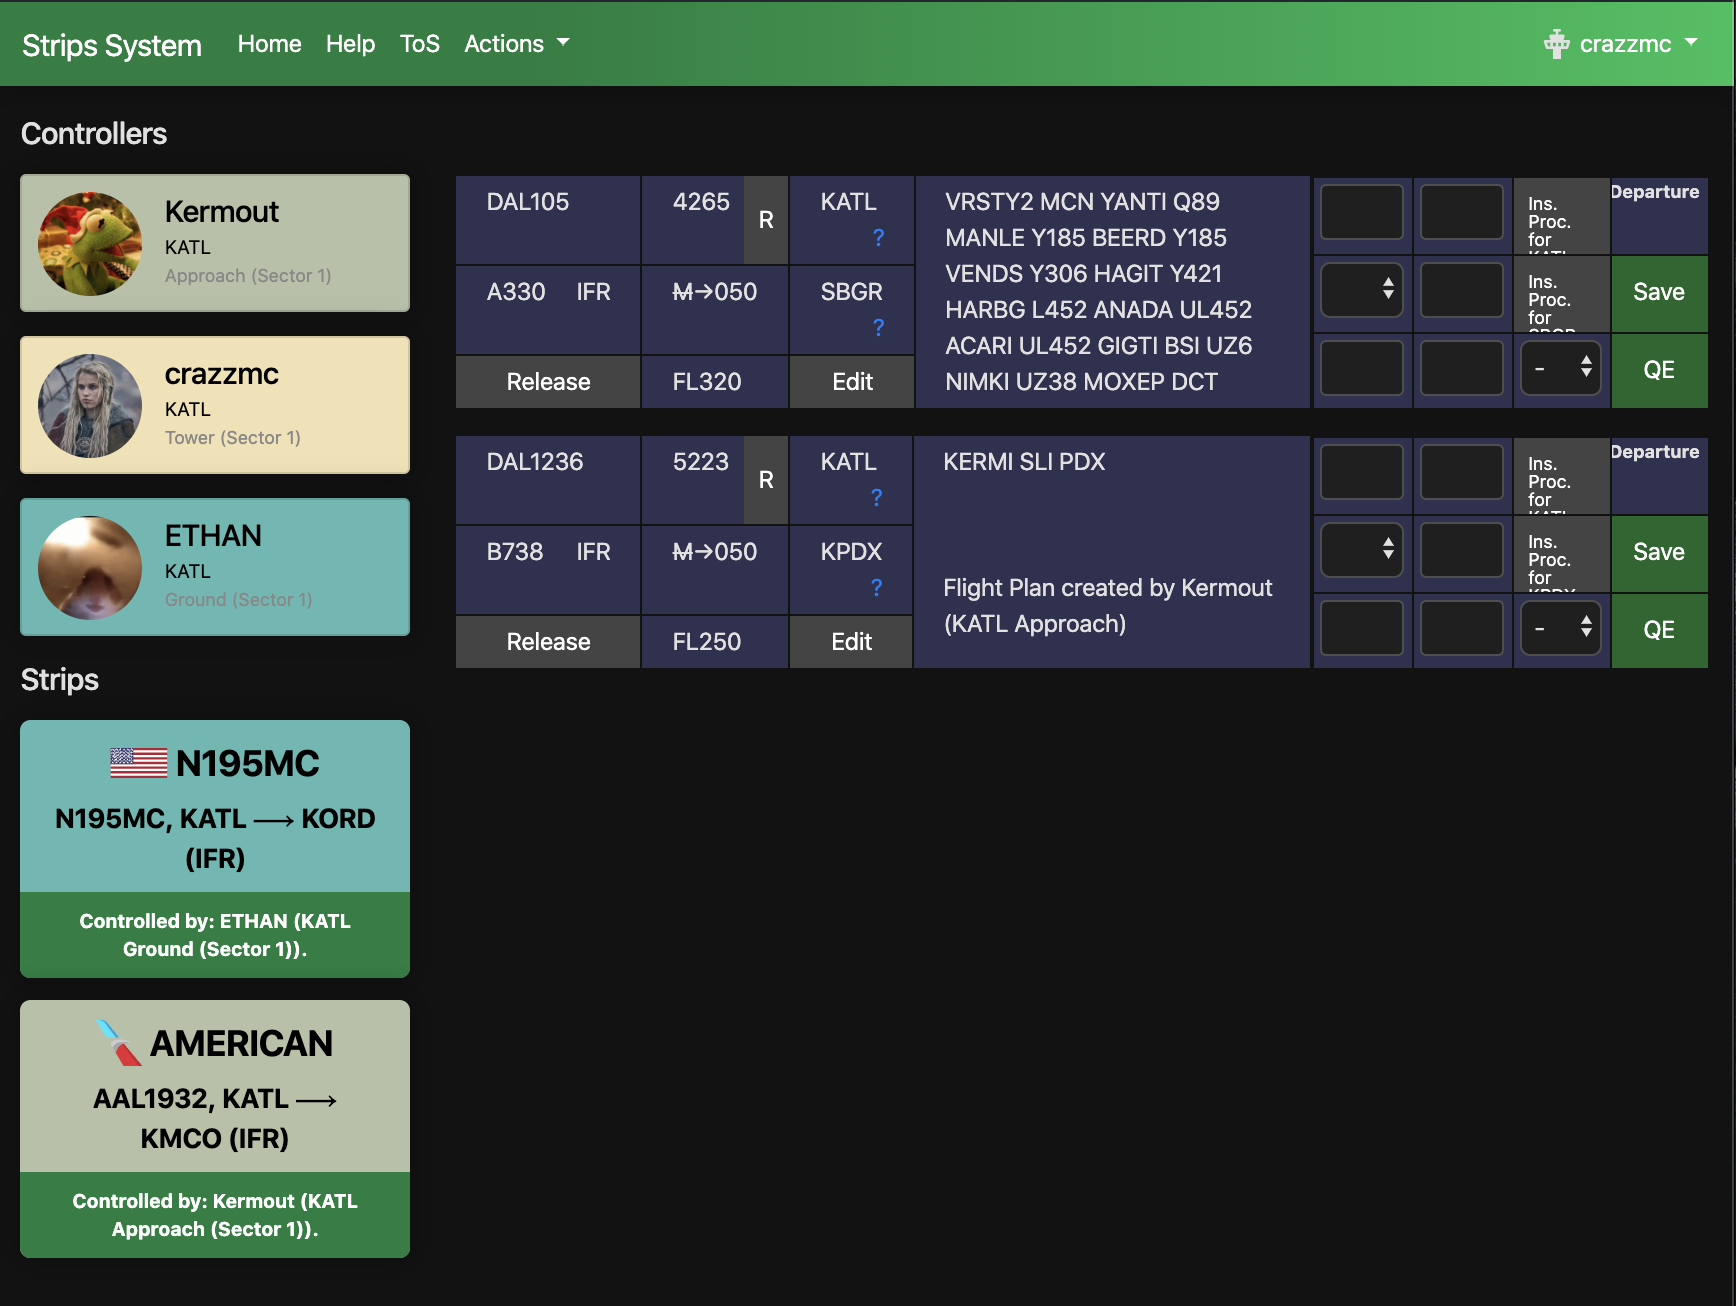 Strips System Home Help ToS Actions crazzmc
Controllers
Kermout
KATL
Approach (Sector 1)
crazzmc
KATL
Tower (Sector 1)
ETHAN
KATL
Ground (Sector 1)
Strips
N195MC
N195MC, KATL ⟶ KORD
(IFR)
Controlled by: ETHAN (KATL
Ground (Sector 1)).
AMERICAN
AAL1932, KATL ⟶
KMCO (IFR)
Controlled by: Kermout (KATL
Approach (Sector 1)).
DAL105
4265
R
KATL
?
A330 IFR
M→050
SBGR
?
Release
FL320
Edit
VRSTY2 MCN YANTI Q89
MANLE Y185 BEERD Y185
VENDS Y306 HAGIT Y421
HARBG L452 ANADA UL452
ACARI UL452 GIGTI BSI UZ6
NIMKI UZ38 MOXEP DCT
Ins.
Proc.
for
KATL
Departure
Ins.
Proc.
for
SBGR
Save
-
QE
DAL1236
5223
R
KATL
?
B738 IFR
M→050
KPDX
?
Release
FL250
Edit
KERMI SLI PDX
Flight Plan created by Kermout
(KATL Approach)
Ins.
Proc.
for
KATL
Departure
Ins.
Proc.
for
KPDX
Save
-
QE